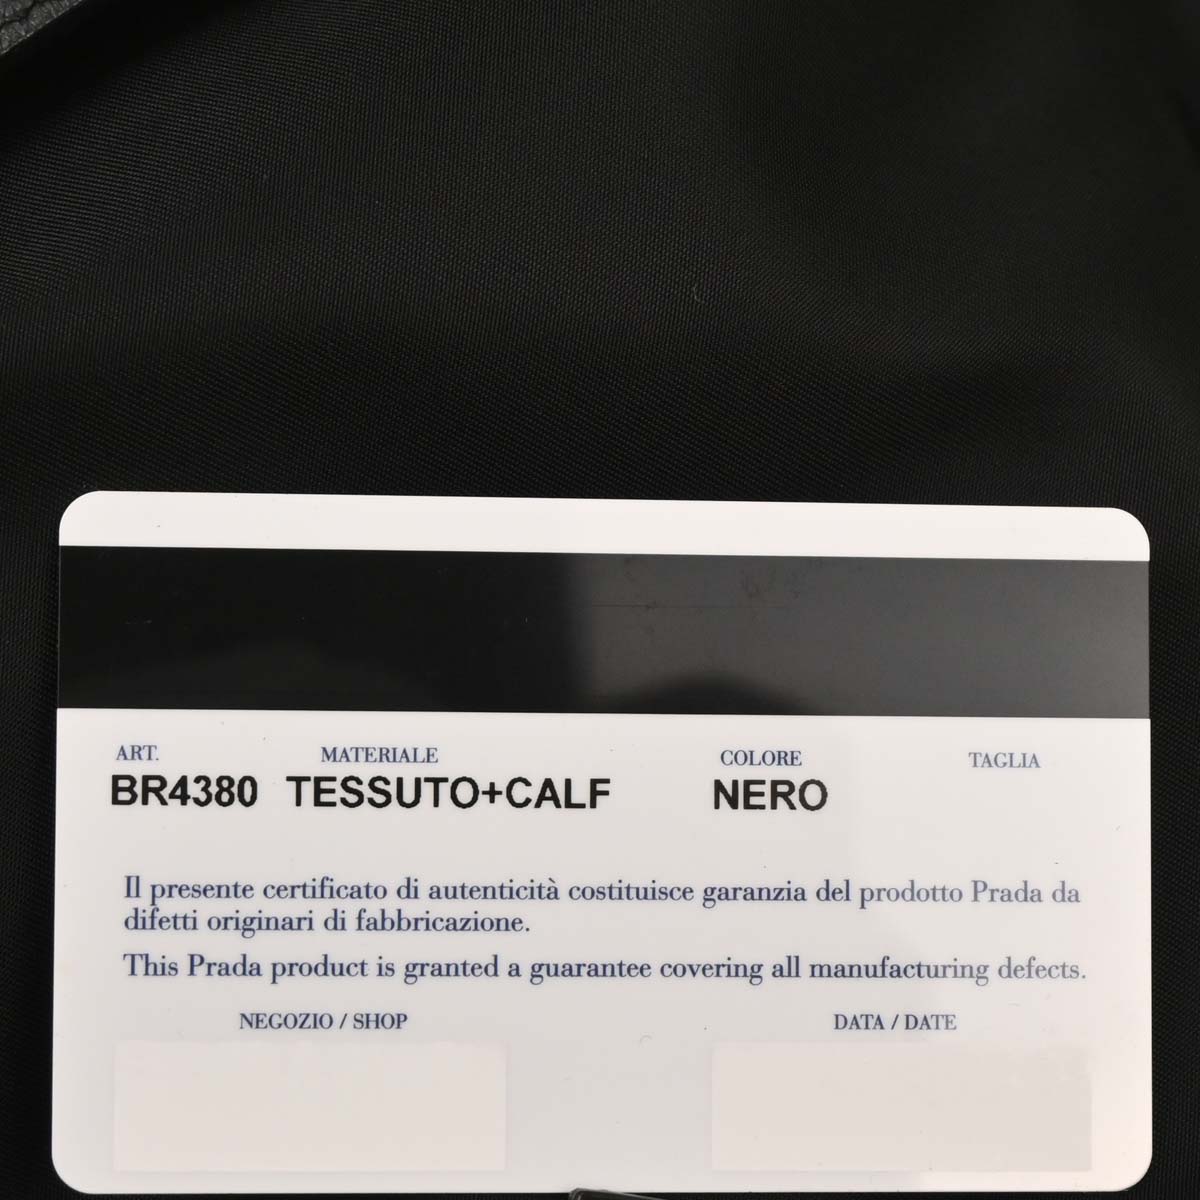 ART. MATERIALE COLORE TAGLIA
BR4380 TESSUTO+CALF NERO
Il presente certificato di autenticità costituisce garanzia del prodotto Prada da
difetti originari di fabbricazione.
This Prada product is granted a guarantee covering all manufacturing defects.
NEGOZIO / SHOP DATA / DATE